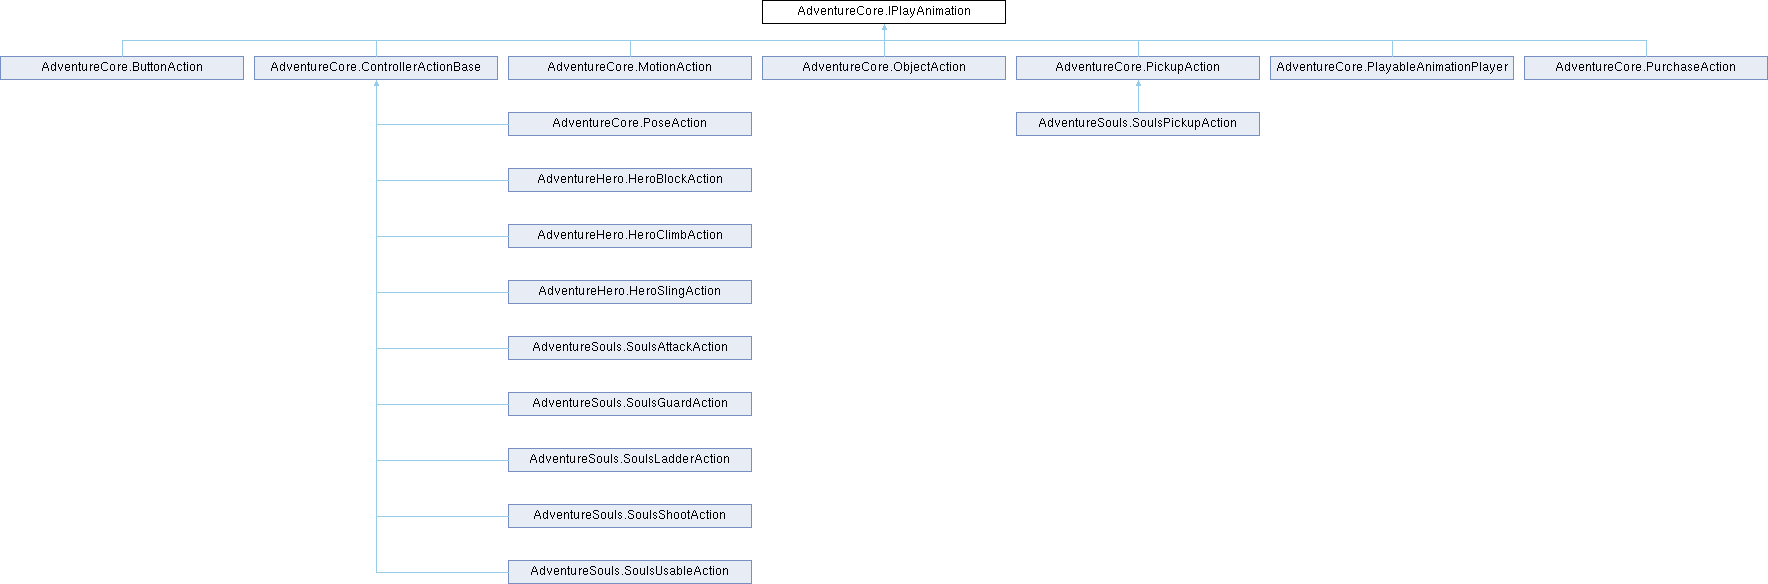 AdventureCore.IPlayAnimation
AdventureCore.ButtonAction
AdventureCore.ControllerActionBase
AdventureCore.MotionAction
AdventureCore.ObjectAction
AdventureCore.PickupAction
AdventureCore.PlayableAnimationPlayer
AdventureCore.PurchaseAction
AdventureCore.PoseAction
AdventureSouls.SoulsPickupAction
AdventureHero.HeroBlockAction
AdventureHero.HeroClimbAction
AdventureHero.HeroSlingAction
AdventureSouls.SoulsAttackAction
AdventureSouls.SoulsGuardAction
AdventureSouls.SoulsLadderAction
AdventureSouls.SoulsShootAction
AdventureSouls.SoulsUsableAction